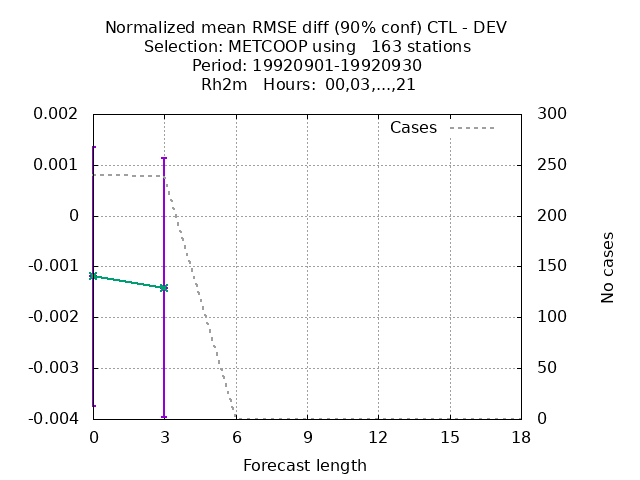 Normalized mean RMSE diff (90% conf) CTL - DEV
Selection: METCOOP using   163 stations
Period: 19920901-19920930
Rh2m   Hours:  00,03,...,21
Cases
0.002
0.001
0
-0.001
-0.002
-0.003
-0.004
300
250
200
150
100
50
0
No cases
0 3 6 9 12 15 18
Forecast length